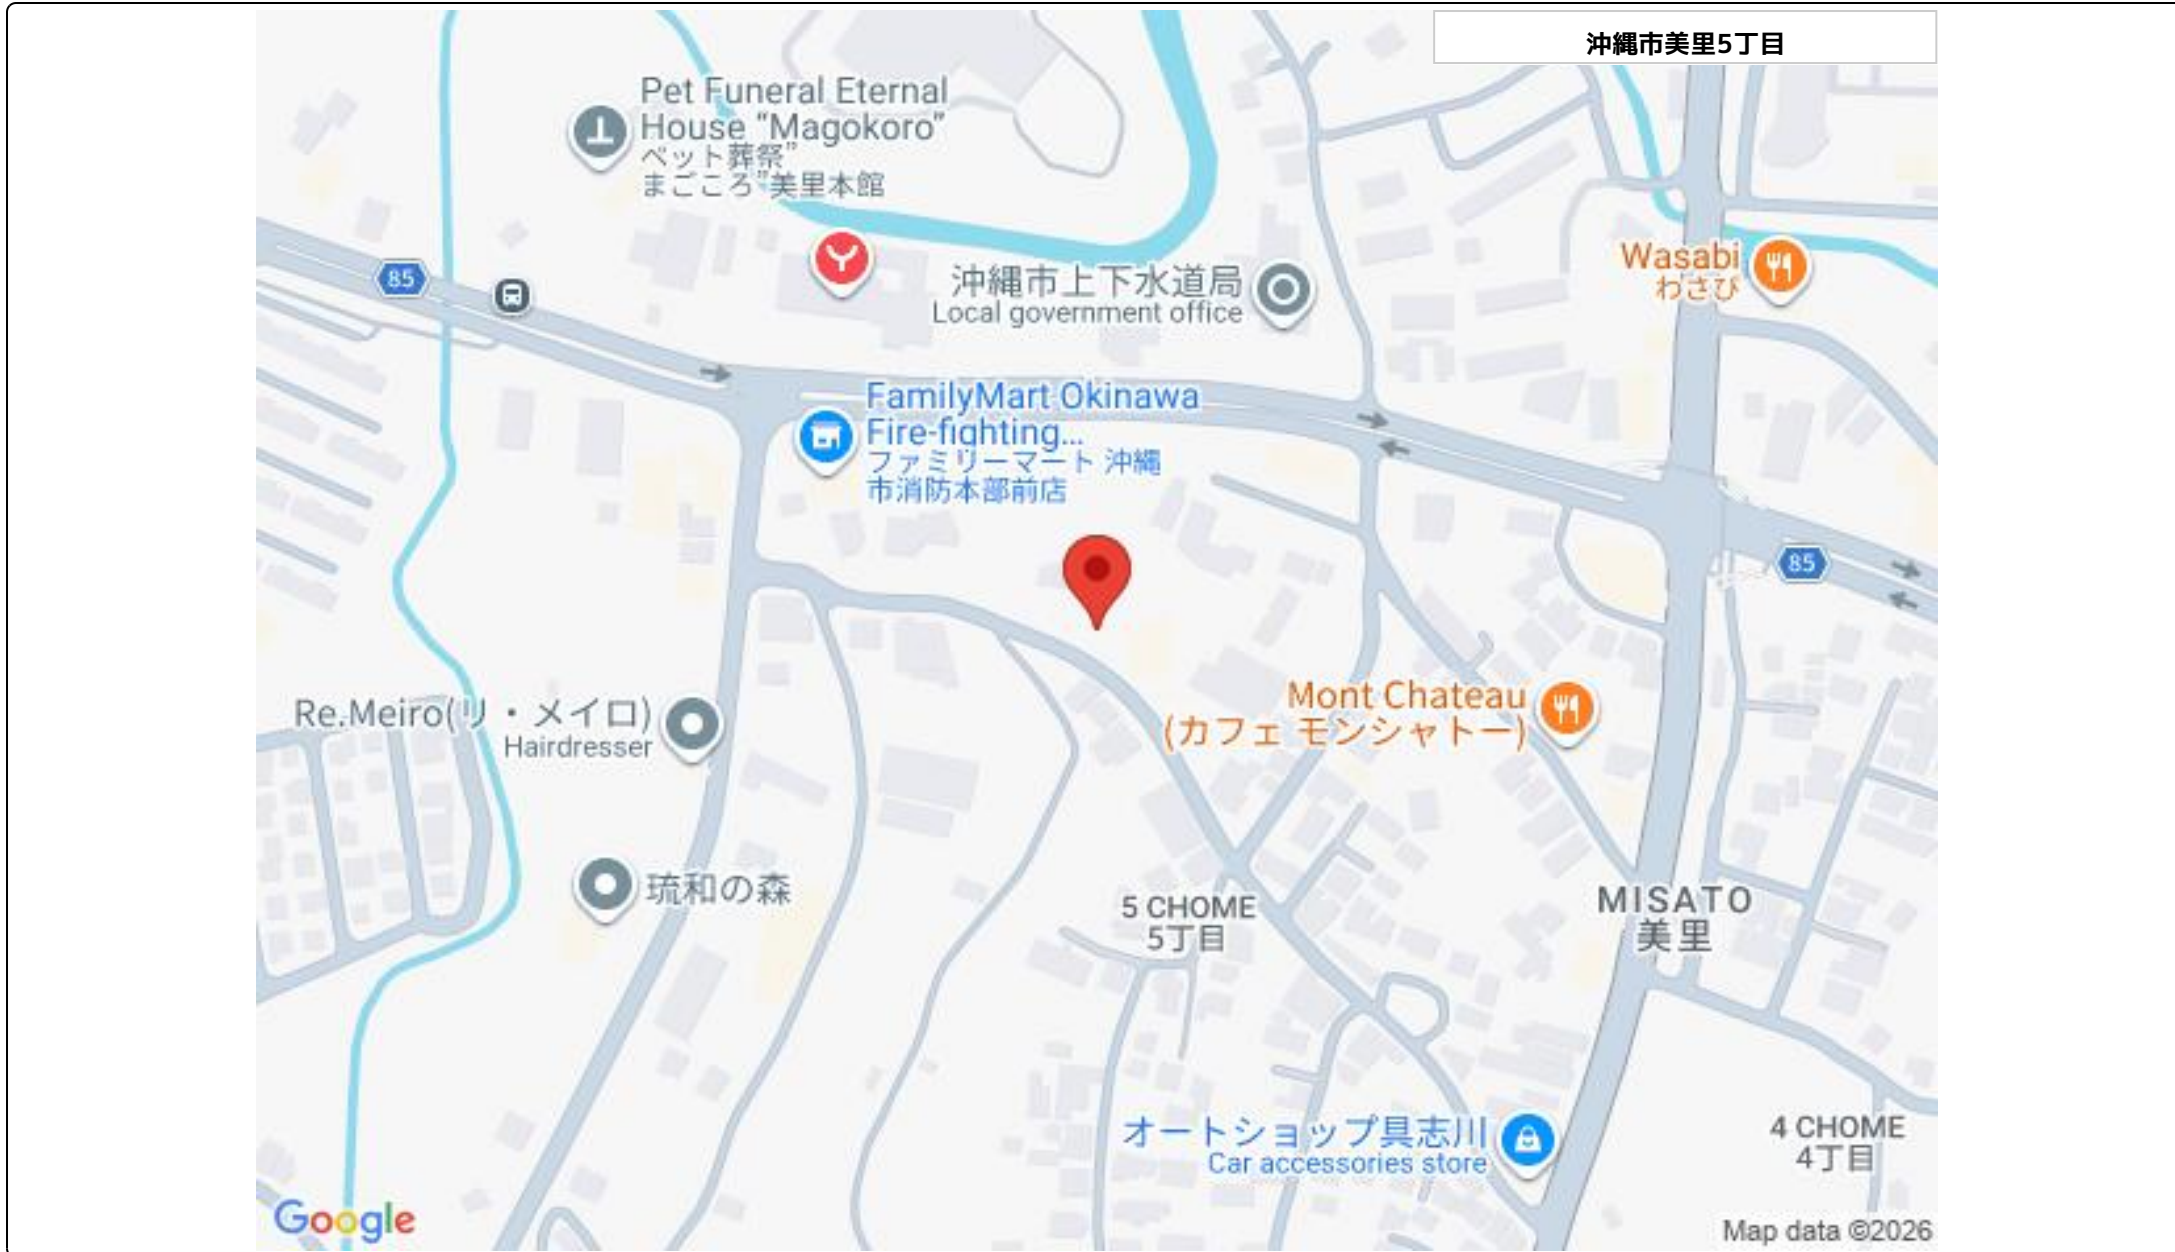 沖縄市美里5丁目
Pet Funeral Eternal
House “Magokoro”
ペット葬祭”
まごころ”美里本館
沖縄市上下水道局
Local government office
Wasabi
わさび
85
FamilyMart Okinawa
Fire-fighting...
ファミリーマート 沖縄
市消防本部前店
85
Re.Meiro(リ・メイロ)
Hairdresser
Mont Chateau
(カフェ モンシャトー)
琉和の森
5 CHOME
5丁目
MISATO
美里
オートショップ具志川
Car accessories store
4 CHOME
4丁目
Google
Map data ©2026